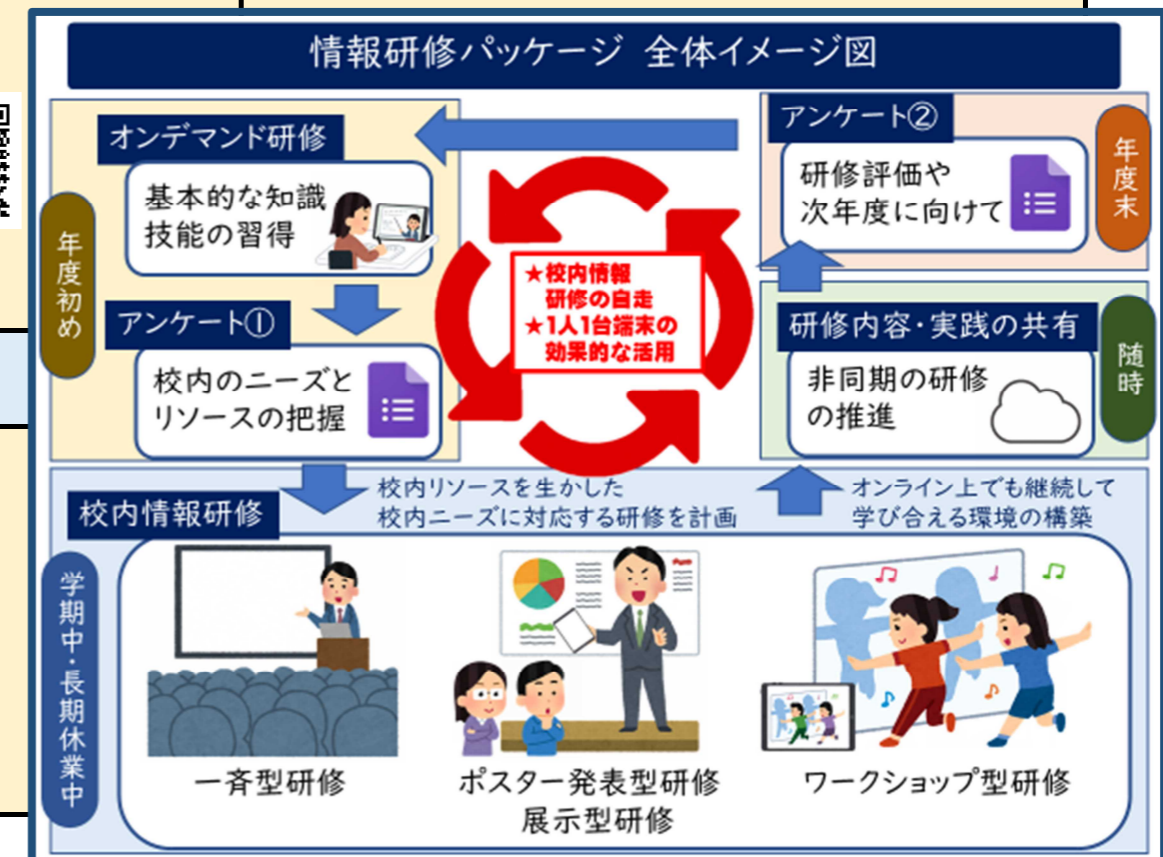 情報研修パッケージ 全体イメージ図
年度初め
オンデマンド研修
基本的な知識
技能の習得
アンケート①
校内のニーズと
リソースの把握
★校内情報
研修の自走
★1人1台端末の
効果的な活用
アンケート②
研修評価や
次年度に向けて
年度末
研修内容・実践の共有
非同期の研修
の推進
随時
校内情報研修
校内リソースを生かした
校内ニーズに対応する研修を計画
オンライン上でも継続して
学び合える環境の構築
学期中・長期休業中
一斉型研修
ポスター発表型研修
展示型研修
ワークショップ型研修